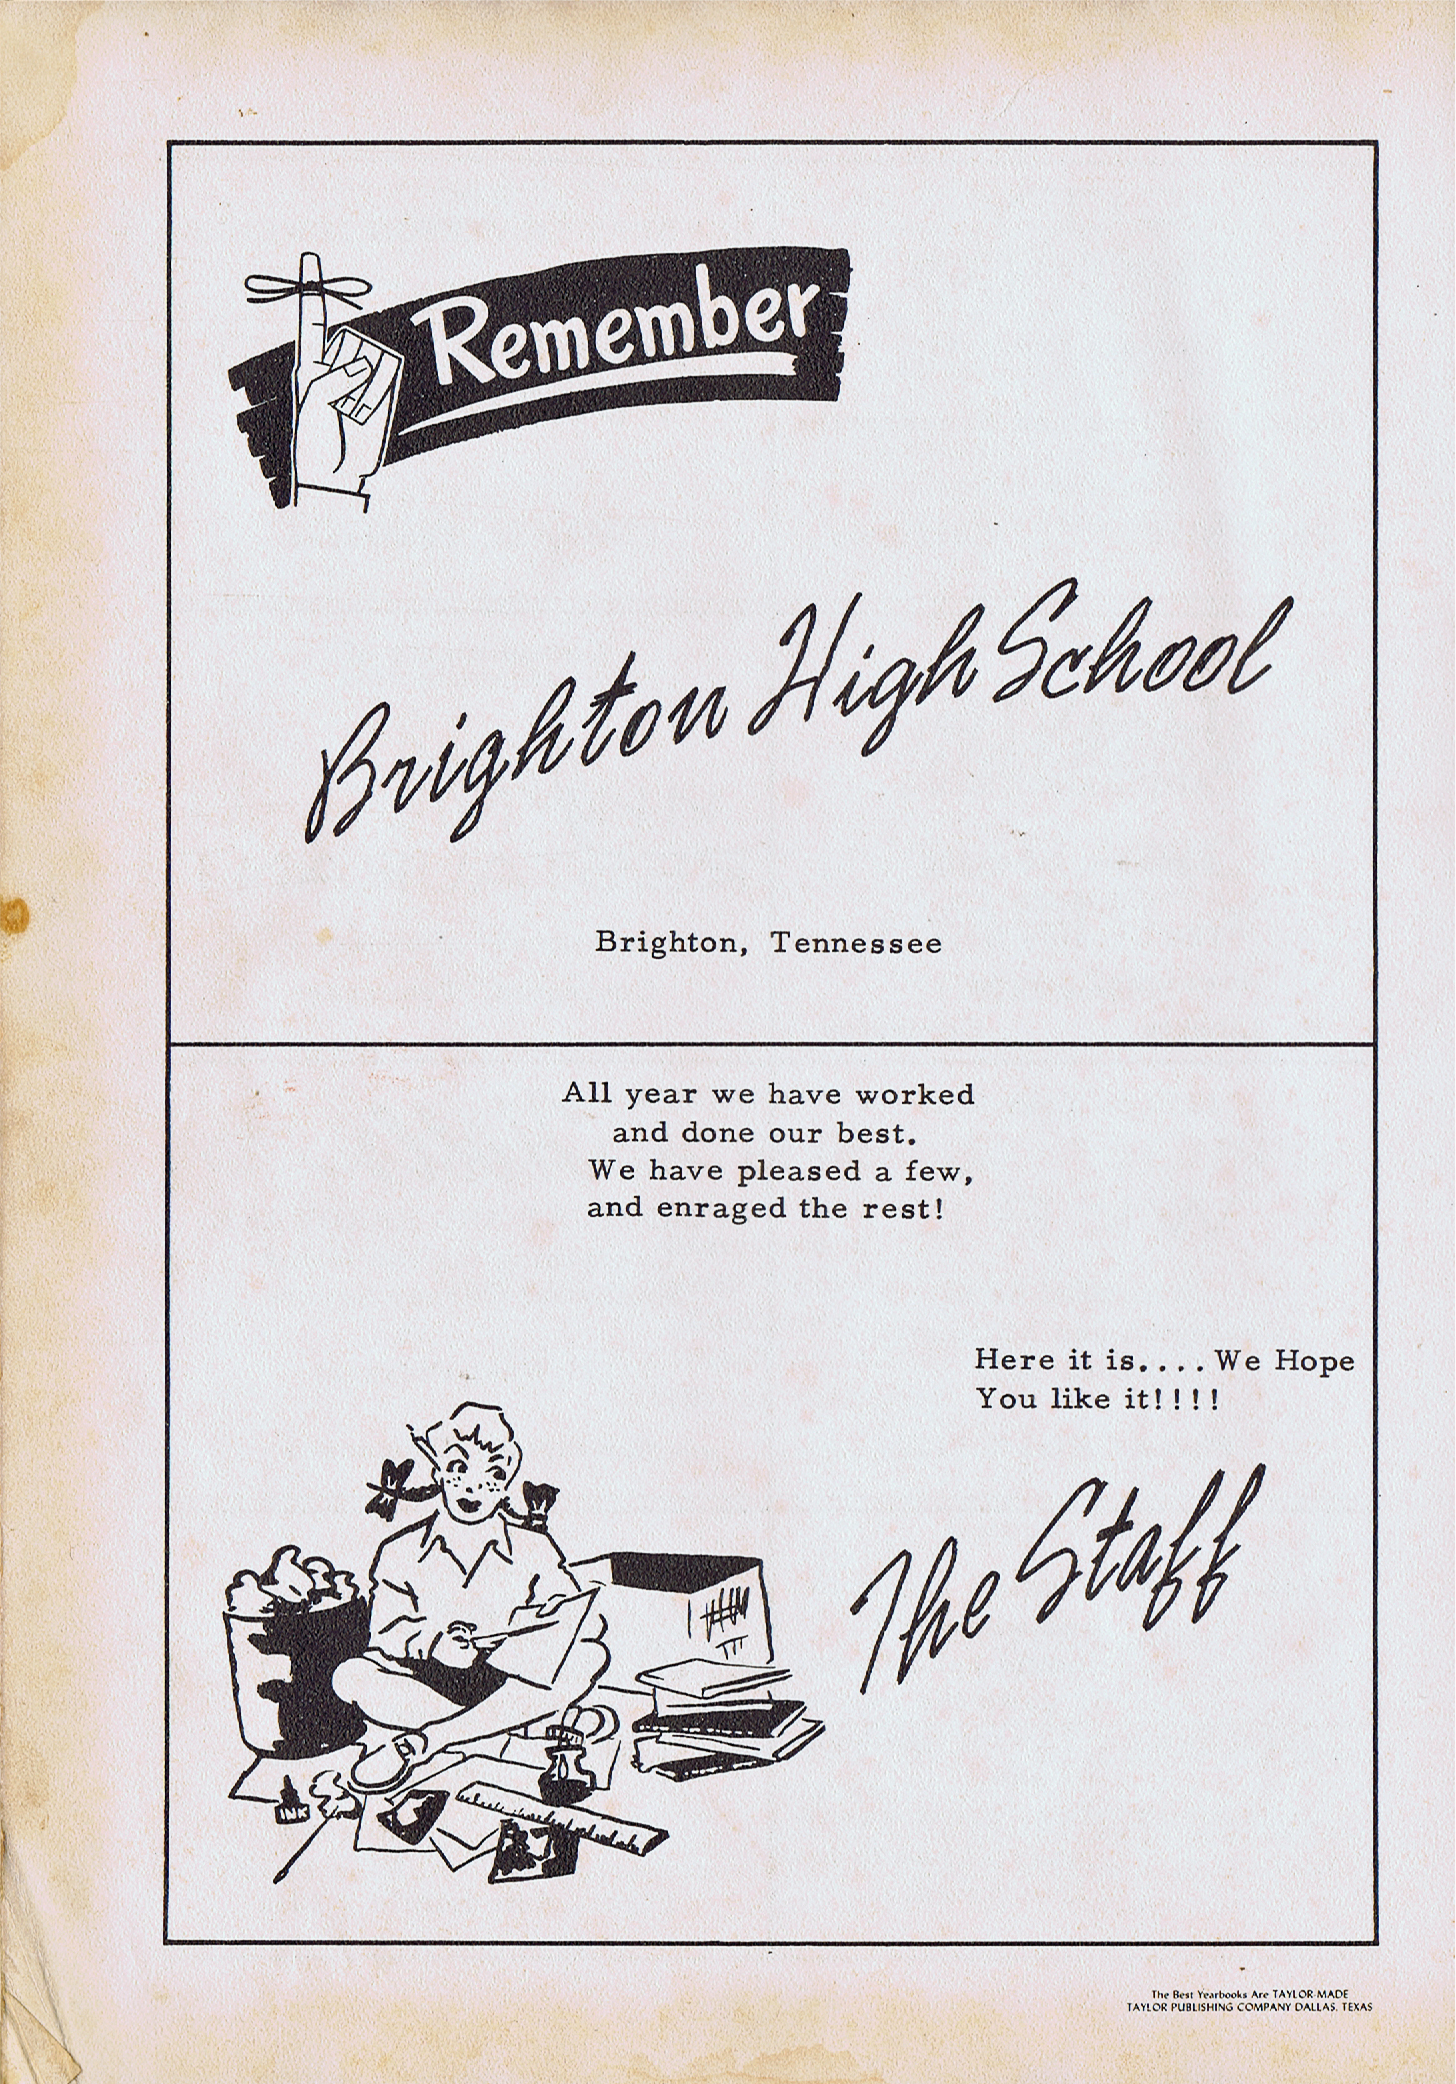 Remember
Brighton High School
Brighton, Tennessee
All year we have worked
and done our best.
We have pleased a few,
and enraged the rest!
Here it is.... We Hope
You like it!!!!
The Staff
INK
The Best Yearbooks Are TAYLOR-MADE
TAYLOR PUBLISHING COMPANY DALLAS, TEXAS